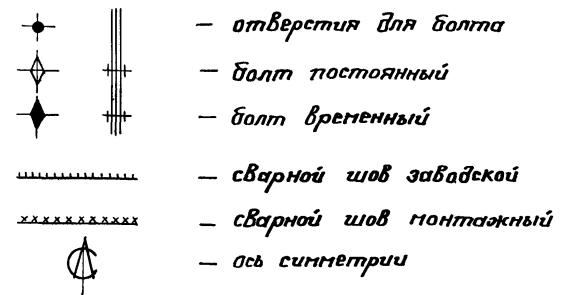 – отверстия для болта
– болт постоянный
– болт временный
– сварной шов заводской
– сварной шов монтажный
– ось симметрии